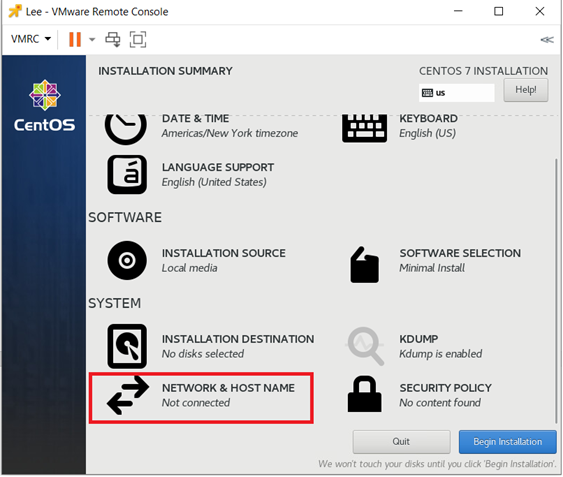 Lee - VMware Remote Console
VMRC
INSTALLATION SUMMARY
CENTOS 7 INSTALLATION
us
Help!
CentOS
DATE & TIME
Americas/New York timezone
KEYBOARD
English (US)
LANGUAGE SUPPORT
English (United States)
SOFTWARE
INSTALLATION SOURCE
Local media
SOFTWARE SELECTION
Minimal Install
SYSTEM
INSTALLATION DESTINATION
No disks selected
KDUMP
Kdump is enabled
NETWORK & HOST NAME
Not connected
SECURITY POLICY
No content found
Quit
Begin Installation
We won't touch your disks until you click 'Begin Installation'.